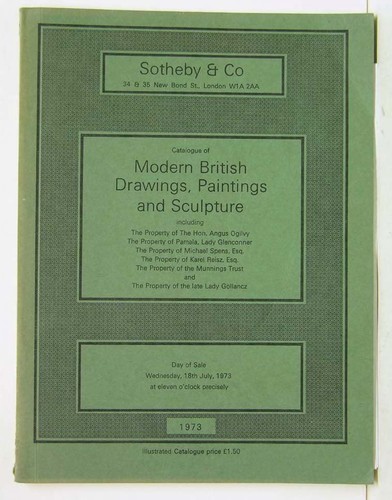 Sotheby & Co
34 & 35 New Bond St., London W1A 2AA
Catalogue of
Modern British
Drawings, Paintings
and Sculpture
including
The Property of The Hon. Angus Ogilvy
The Property of Pamela, Lady Glenconner
The Property of Michael Spens, Esq.
The Property of Karel Reisz, Esq.
The Property of the Munnings Trust
and
The Property of the late Lady Gollancz
Day of Sale
Wednesday, 18th July, 1973
at eleven o'clock precisely
1973
Illustrated Catalogue price £1.50